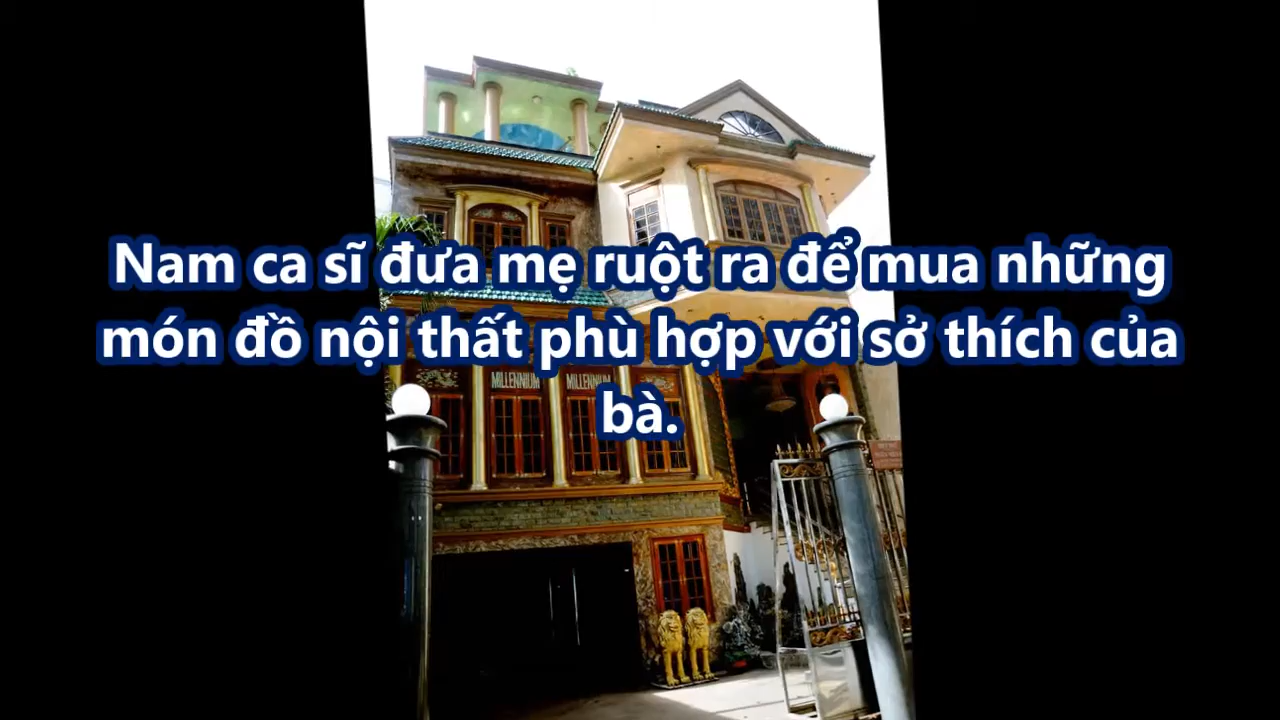 Nam ca sĩ đưa mẹ ruột ra để mua những
món đồ nội thất phù hợp với sở thích của
bà.
MILLENNIUM MILLENNIUM